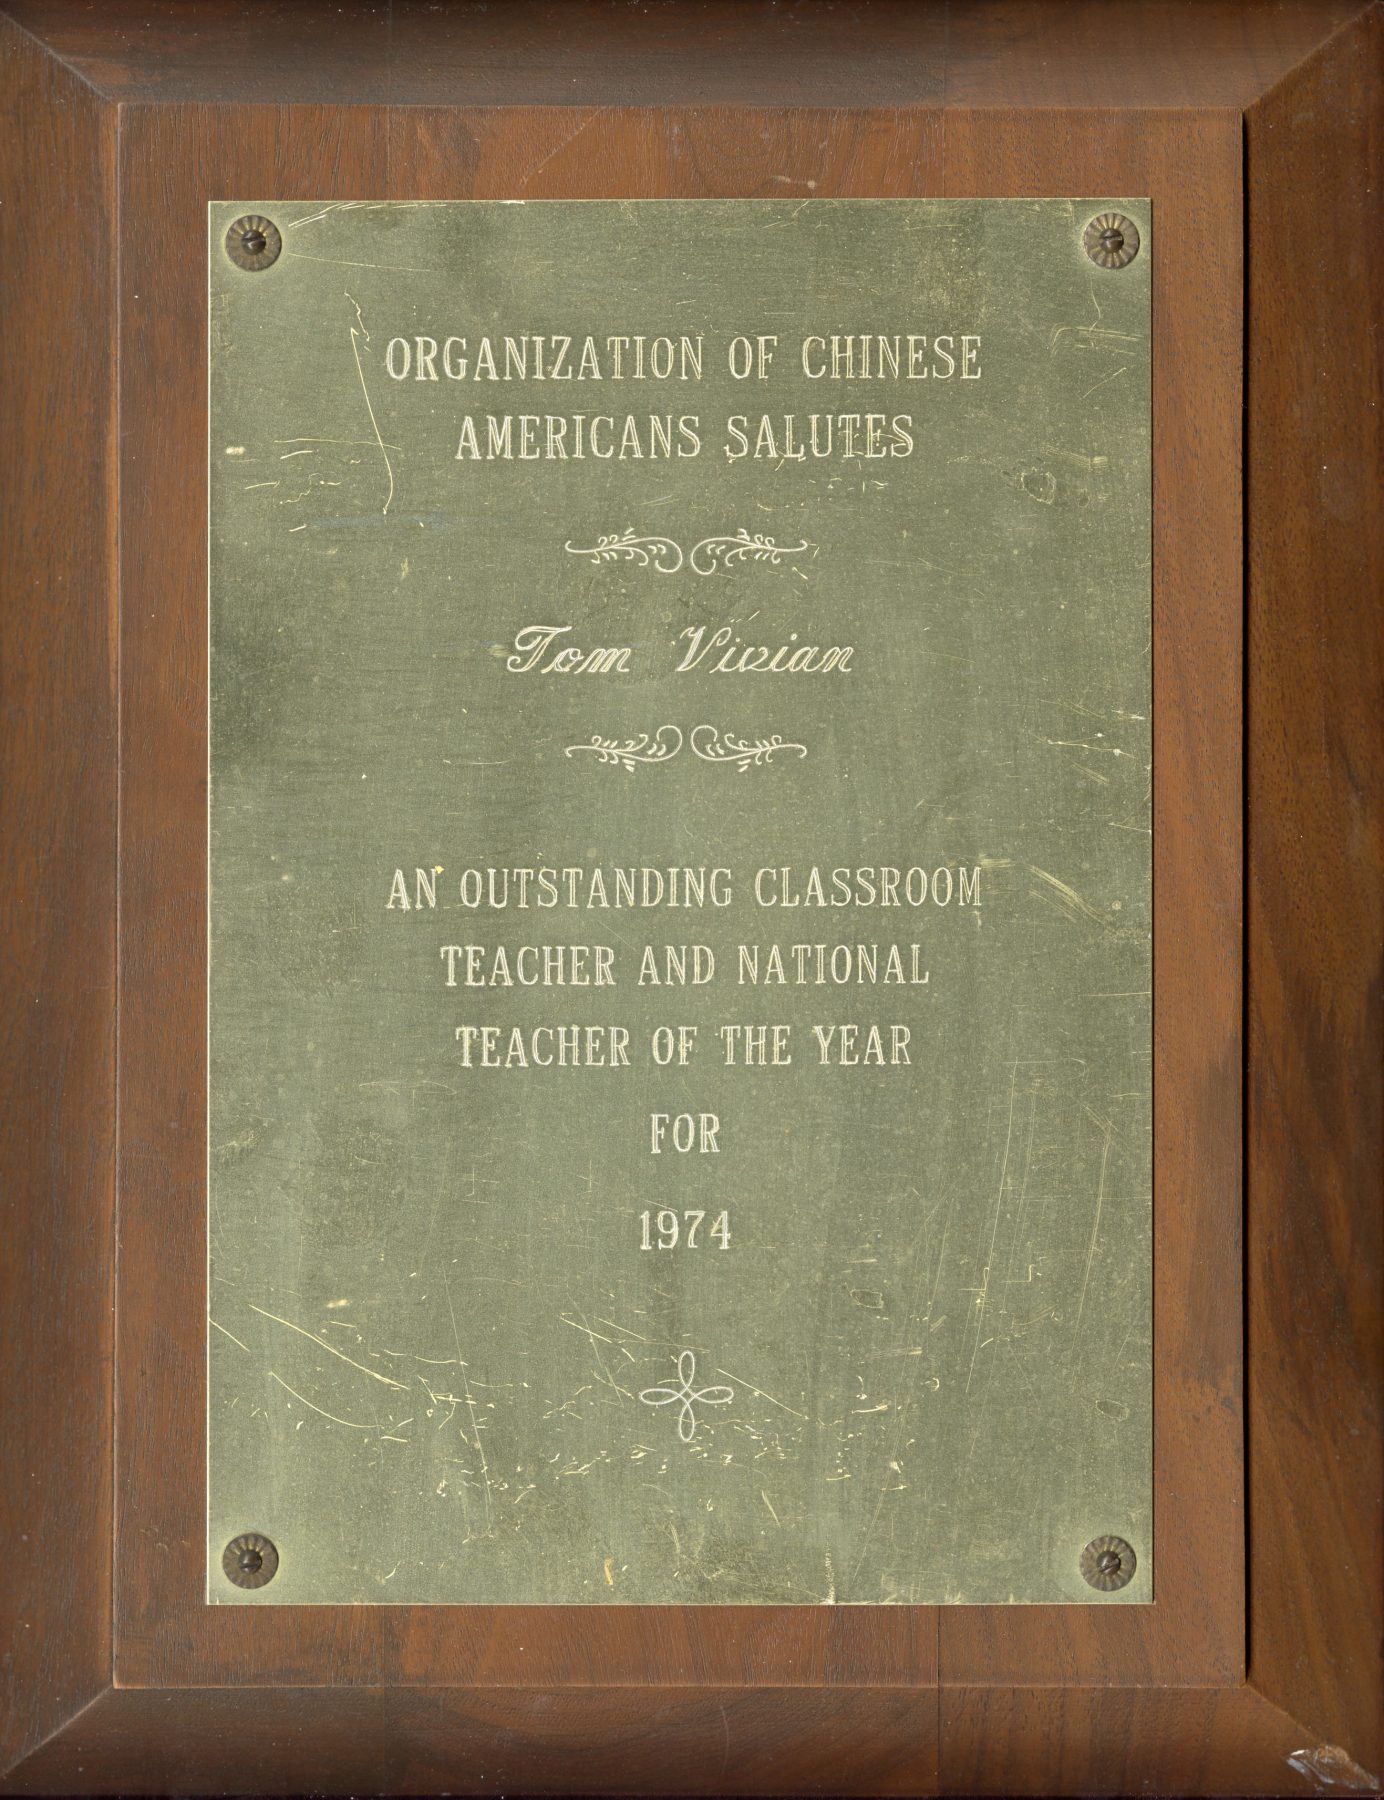 ORGANIZATION OF CHINESE
AMERICANS SALUTES
Tom Vivian
AN OUTSTANDING CLASSROOM
TEACHER AND NATIONAL
TEACHER OF THE YEAR
FOR
1974